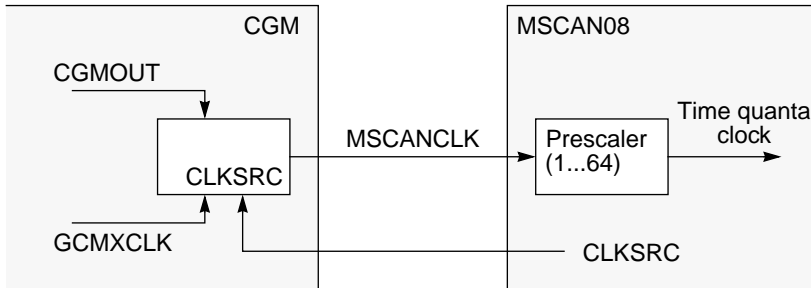 CGM
MSCAN08
CGMOUT
CLKSRC
GCMXCLK
MSCANCLK
Prescaler
(1...64)
Time quanta
clock
CLKSRC